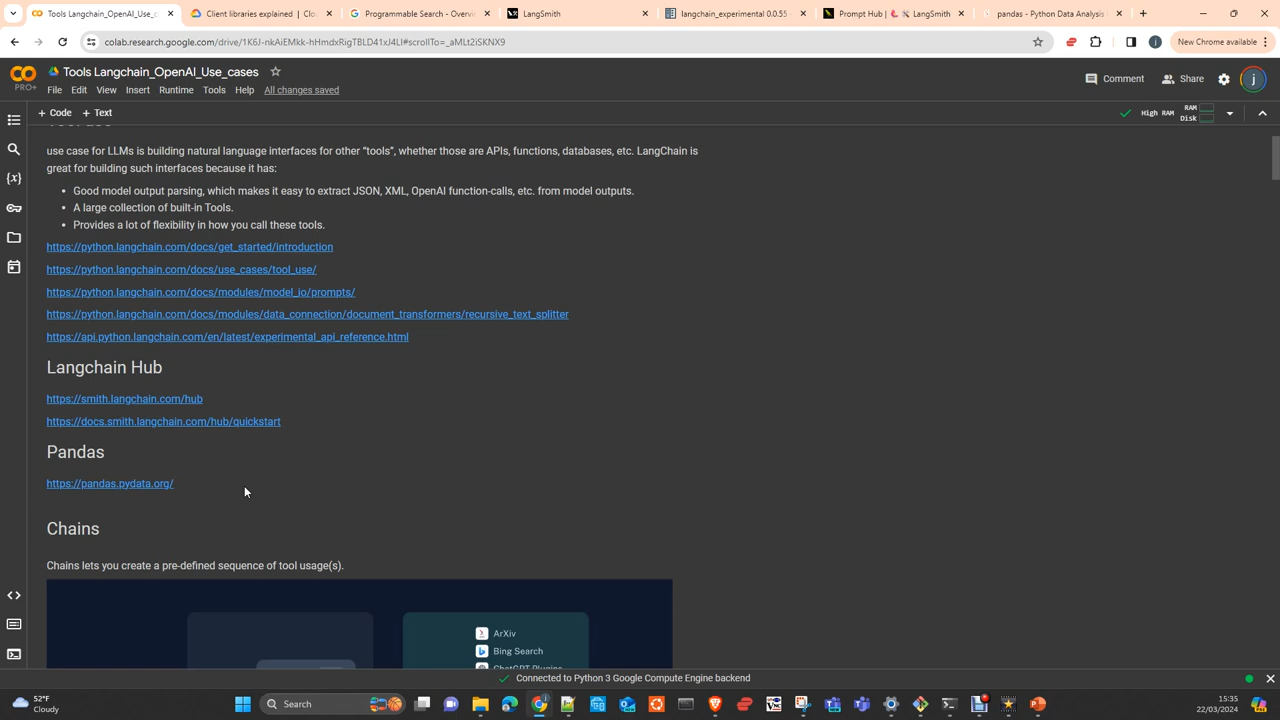 Tools Langchain_OpenAI_Use_c
Client libraries explained | Clo
Programmable Search - Overvie
LangSmith
langchain_experimental 0.0.55
Prompt Hub | 🦜🛠️ LangSmith
pandas - Python Data Analysis
colab.research.google.com/drive/1K6J-nkAiEMkk-hHmdxRigTBLD41xJ4LI#scrollTo=_aMLt2iSKNX9
New Chrome available
PRO+
Tools Langchain_OpenAI_Use_cases
File Edit View Insert Runtime Tools Help All changes saved
Comment
Share
j
+ Code + Text
High RAM
RAM
Disk
use case for LLMs is building natural language interfaces for other “tools”, whether those are APIs, functions, databases, etc. LangChain is
great for building such interfaces because it has:
• Good model output parsing, which makes it easy to extract JSON, XML, OpenAI function-calls, etc. from model outputs.
• A large collection of built-in Tools.
• Provides a lot of flexibility in how you call these tools.
https://python.langchain.com/docs/get_started/introduction
https://python.langchain.com/docs/use_cases/tool_use/
https://python.langchain.com/docs/modules/model_io/prompts/
https://python.langchain.com/docs/modules/data_connection/document_transformers/recursive_text_splitter
https://api.python.langchain.com/en/latest/experimental_api_reference.html
Langchain Hub
https://smith.langchain.com/hub
https://docs.smith.langchain.com/hub/quickstart
Pandas
https://pandas.pydata.org/
Chains
Chains lets you create a pre-defined sequence of tool usage(s).
ArXiv
Bing Search
ChatGPT Plugins
Connected to Python 3 Google Compute Engine backend
52°F
Cloudy
Search
15:35
22/03/2024